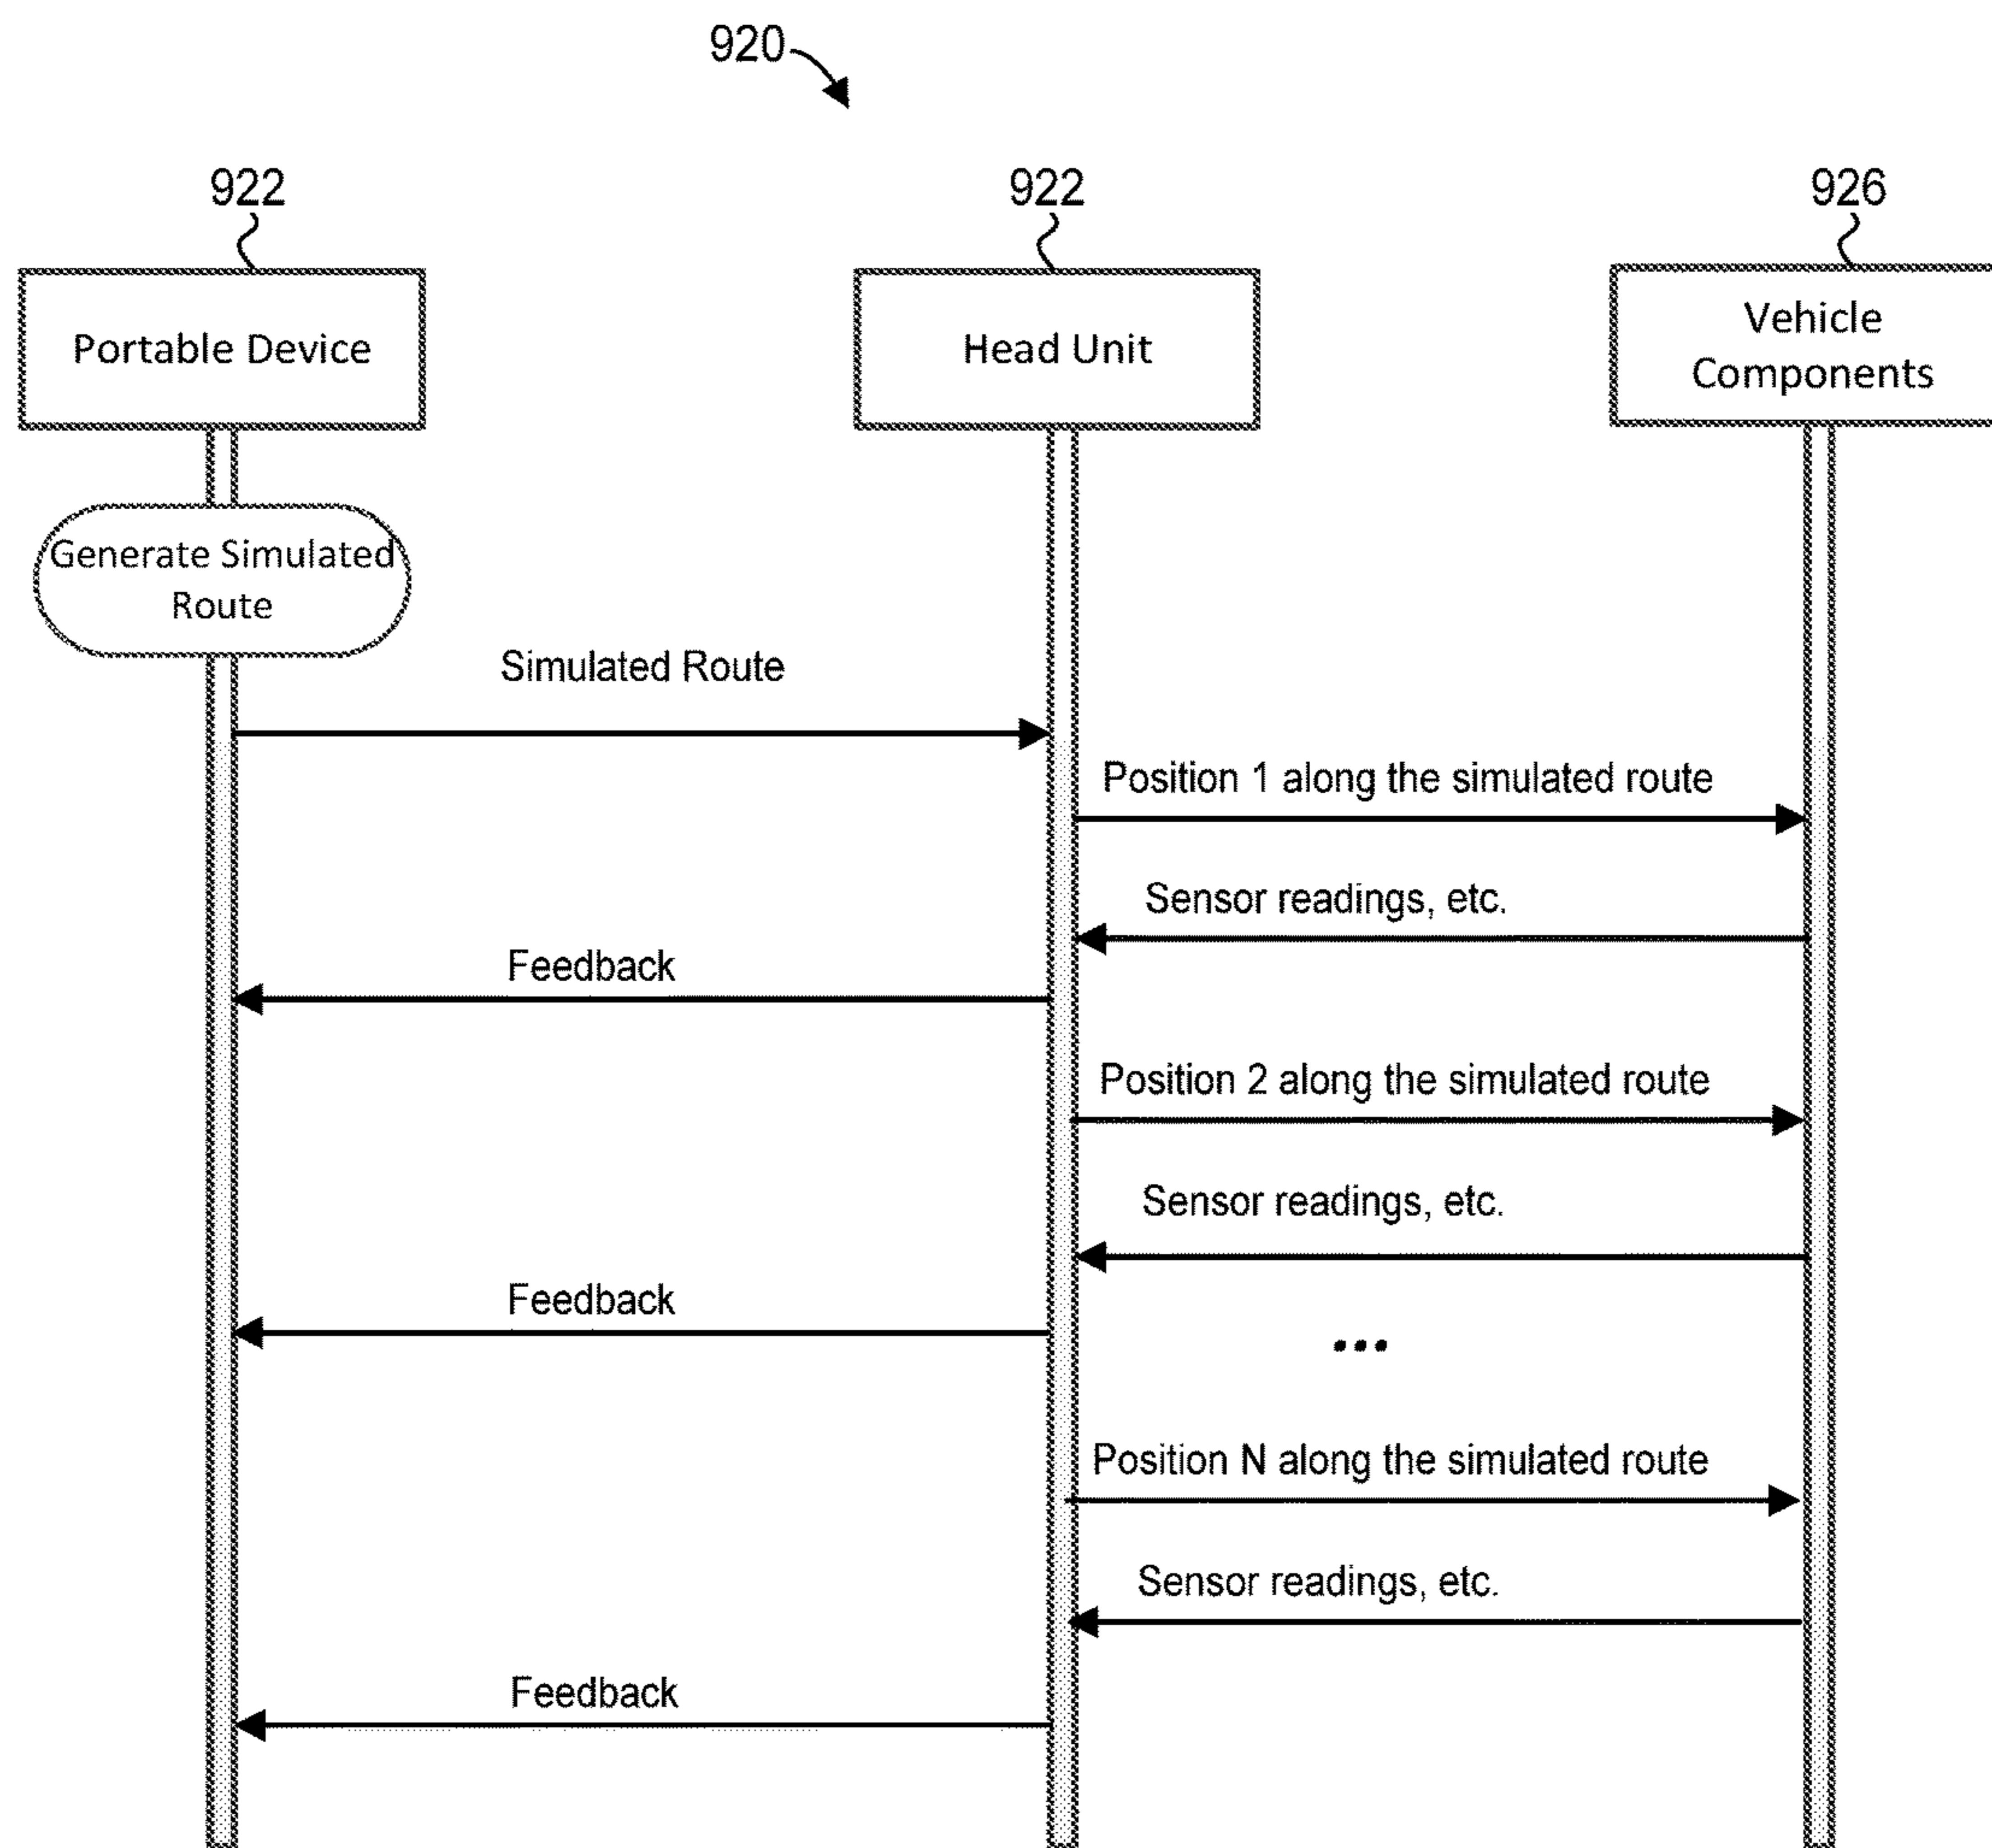 920
922
922
926
Portable Device
Head Unit
Vehicle
Components
Generate Simulated
Route
Simulated Route
Position 1 along the simulated route
Sensor readings, etc.
Feedback
Position 2 along the simulated route
Sensor readings, etc.
Feedback
...
Position N along the simulated route
Sensor readings, etc.
Feedback